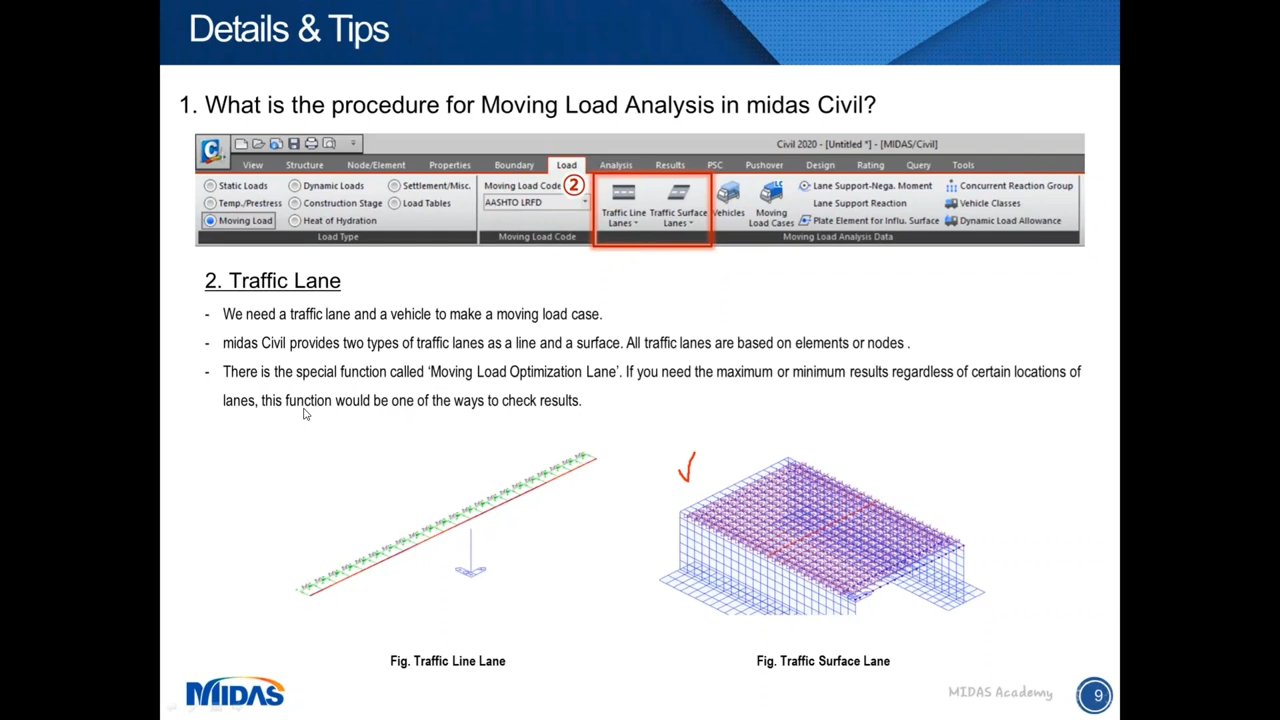 Details & Tips
1. What is the procedure for Moving Load Analysis in midas Civil?
Civil 2020 - [Untitled *] - [MIDAS/Civil]
View Structure Node/Element Properties Boundary Load Analysis Results PSC Pushover Design Rating Query Tools
Static Loads Dynamic Loads Settlement/Misc. Moving Load Code 2 Lane Support-Nega. Moment Concurrent Reaction Group
Temp./Prestress Construction Stage Load Tables AASHTO LRFD Lane Support Reaction Vehicle Classes
Traffic Line Traffic Surface Vehicles Moving
Moving Load Heat of Hydration Lanes Lanes Load Cases Plate Element for Influ. Surface Dynamic Load Allowance
Load Type Moving Load Code Moving Load Analysis Data
2. Traffic Lane
- We need a traffic lane and a vehicle to make a moving load case.
- midas Civil provides two types of traffic lanes as a line and a surface. All traffic lanes are based on elements or nodes .
- There is the special function called ‘Moving Load Optimization Lane’. If you need the maximum or minimum results regardless of certain locations of
lanes, this function would be one of the ways to check results.
Fig. Traffic Line Lane
Fig. Traffic Surface Lane
MIDAS
MIDAS Academy
9